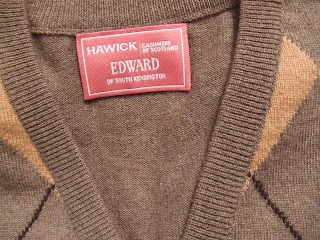 HAWICK CASHMERE
OF SCOTLAND
EDWARD
OF SOUTH KENSINGTON